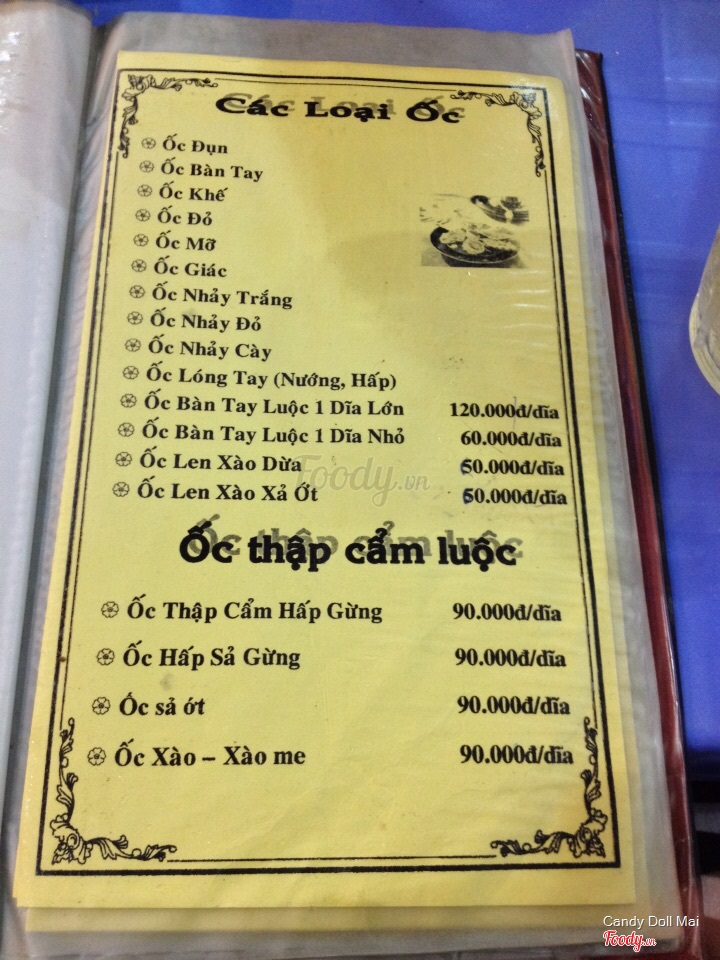 Các Loại Ốc
Ốc Đụn
Ốc Bàn Tay
Ốc Khế
Ốc Đỏ
Ốc Mỡ
Ốc Giác
Ốc Nhảy Trắng
Ốc Nhảy Đỏ
Ốc Nhảy Cày
Ốc Lóng Tay (Nướng, Hấp)
Ốc Bàn Tay Luộc 1 Dĩa Lớn 120.000đ/dĩa
Ốc Bàn Tay Luộc 1 Dĩa Nhỏ 60.000đ/dĩa
Ốc Len Xào Dừa 50.000đ/dĩa
Ốc Len Xào Xả Ớt 60.000đ/dĩa
Foody.vn
Ốc thập cẩm luộc
Ốc Thập Cẩm Hấp Gừng 90.000đ/dĩa
Ốc Hấp Sả Gừng 90.000đ/dĩa
Ốc sả ớt 90.000đ/dĩa
Ốc Xào – Xào me 90.000đ/dĩa
Candy Doll Mai
Foody.vn